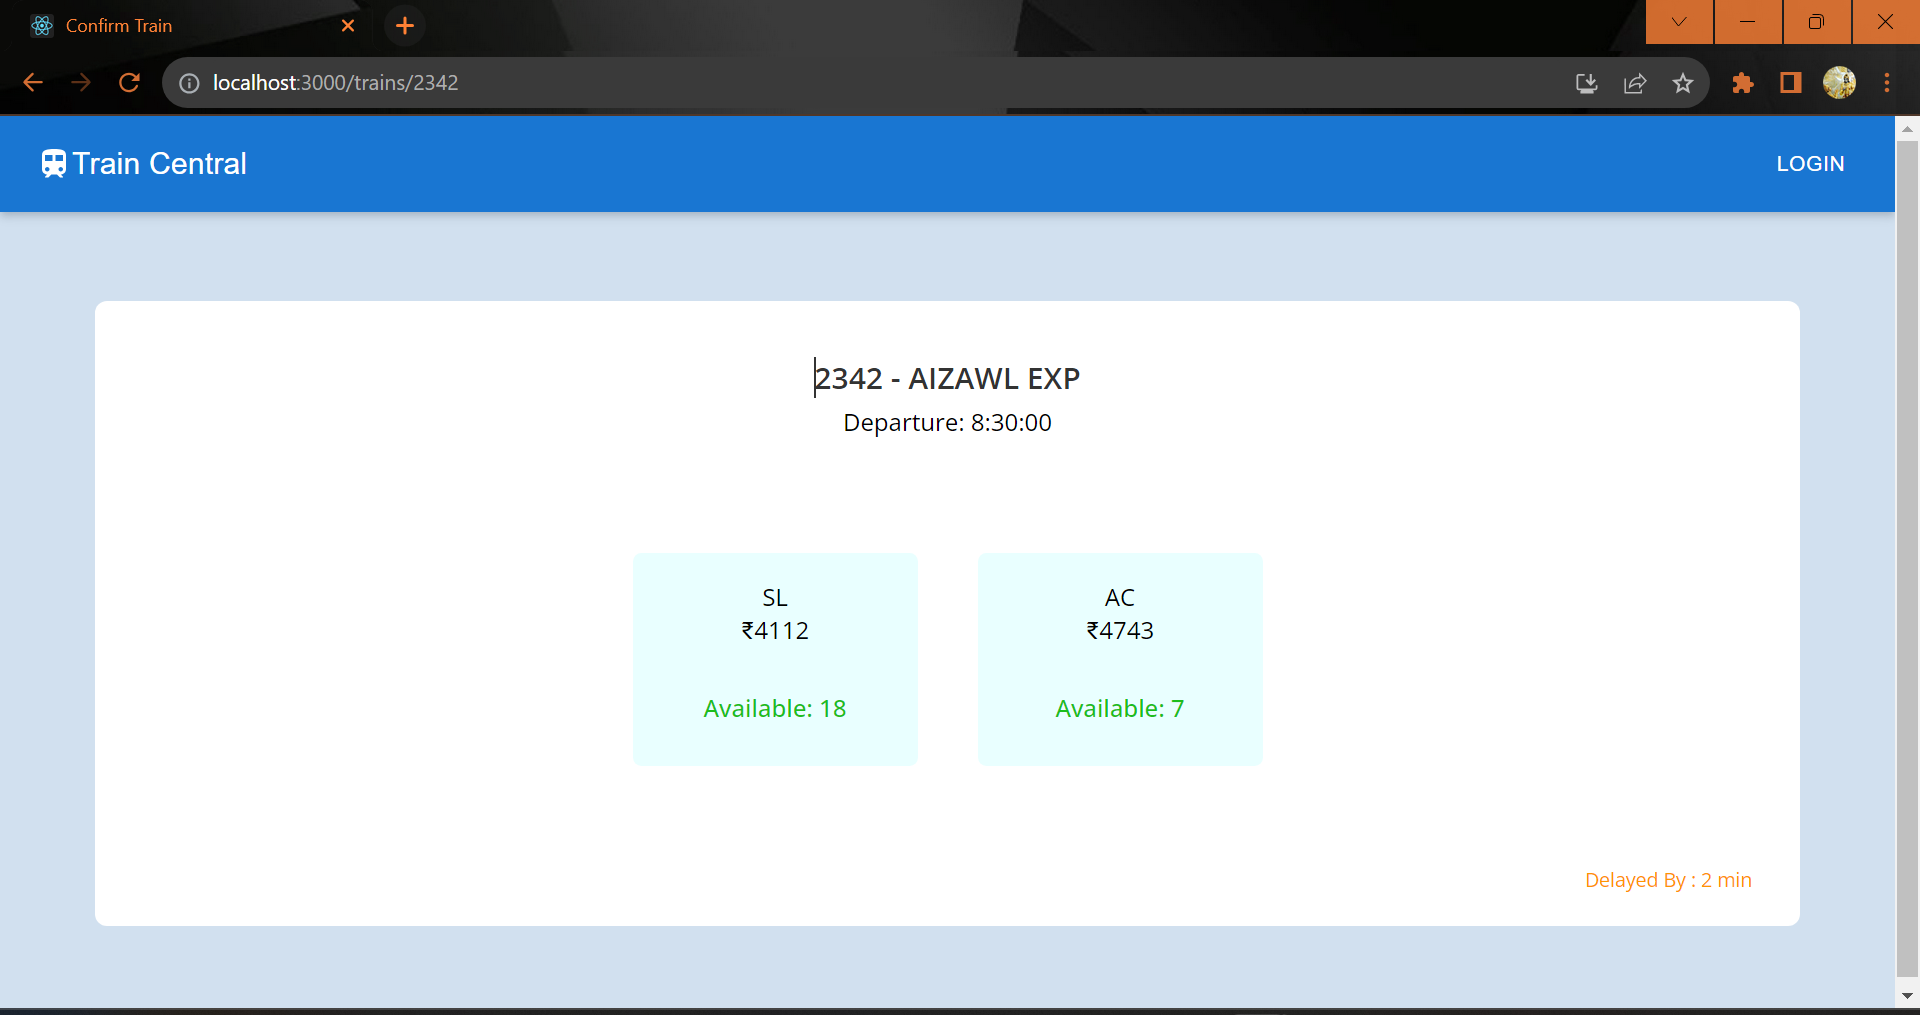 Confirm Train
localhost:3000/trains/2342
Train Central
LOGIN
2342 - AIZAWL EXP
Departure: 8:30:00
SL
₹4112
Available: 18
AC
₹4743
Available: 7
Delayed By : 2 min